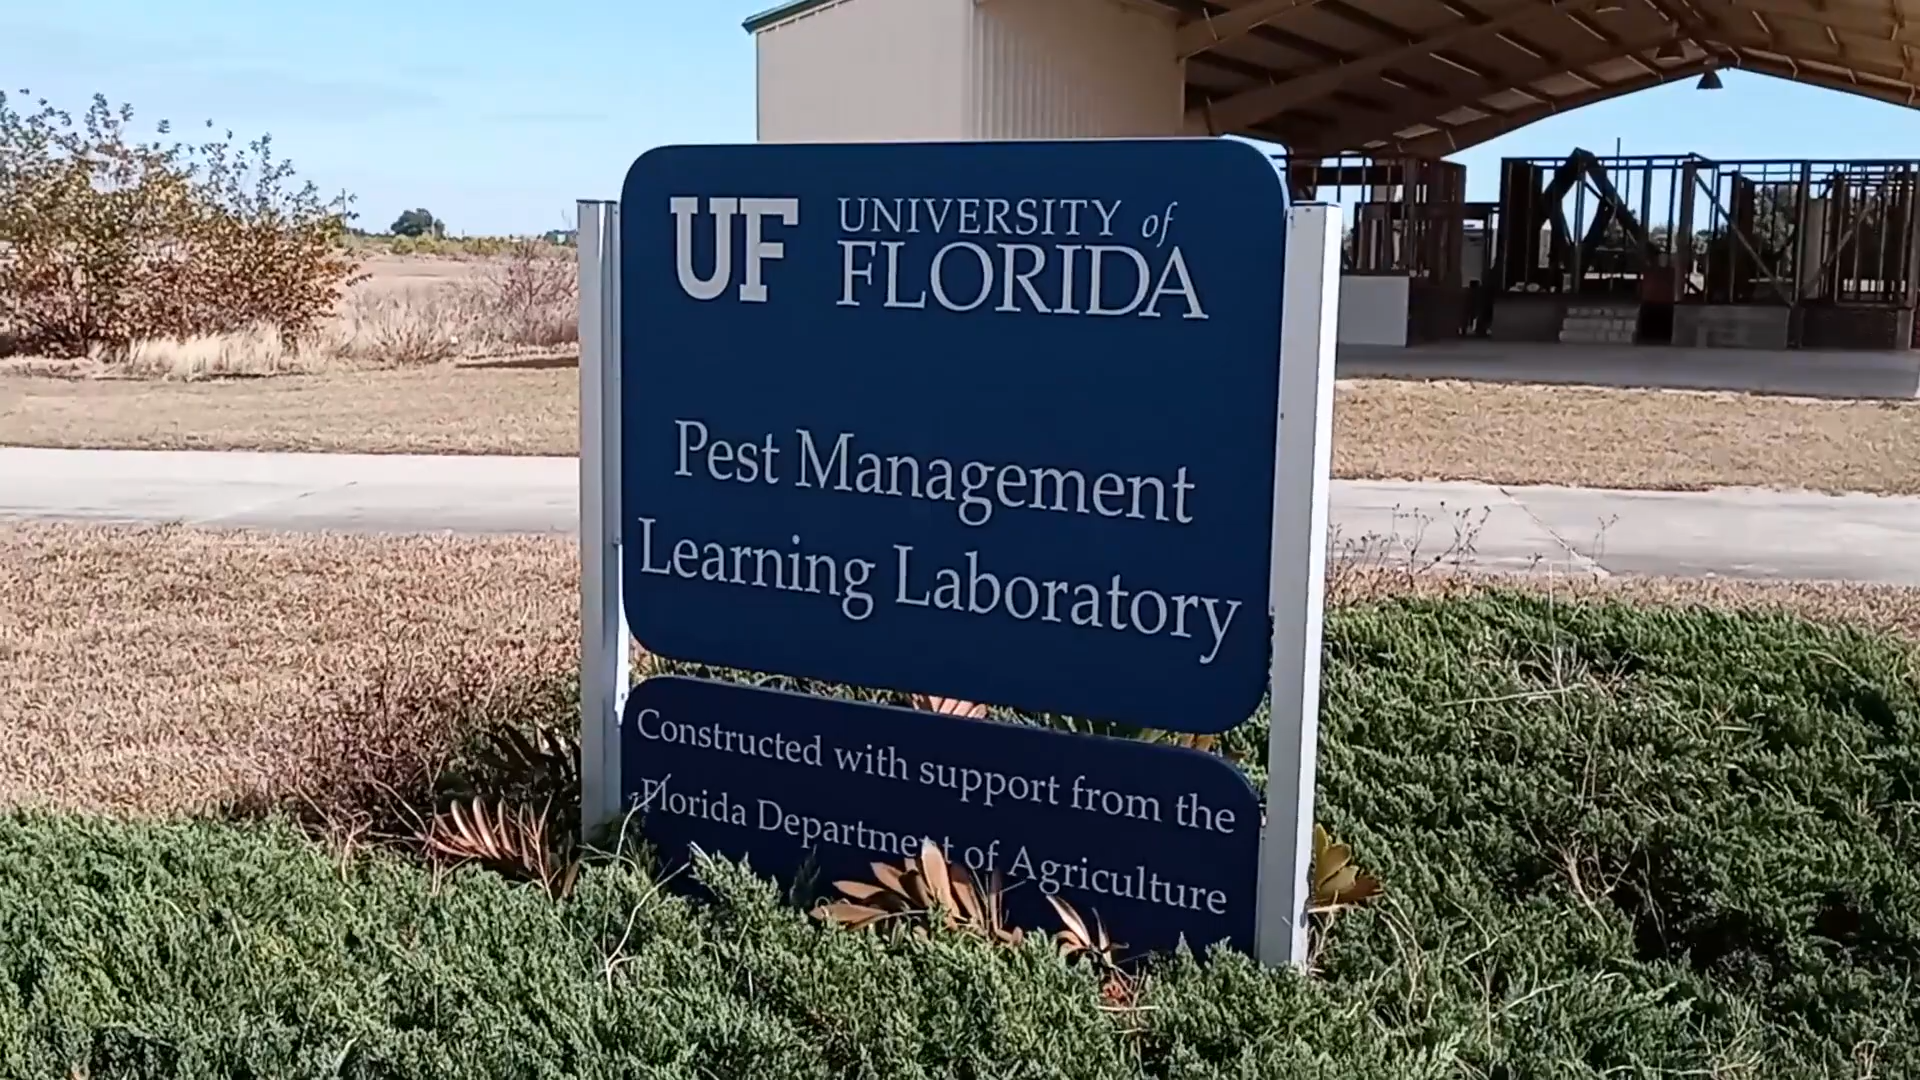 UF UNIVERSITY of
FLORIDA
Pest Management
Learning Laboratory
Constructed with support from the
Florida Department of Agriculture